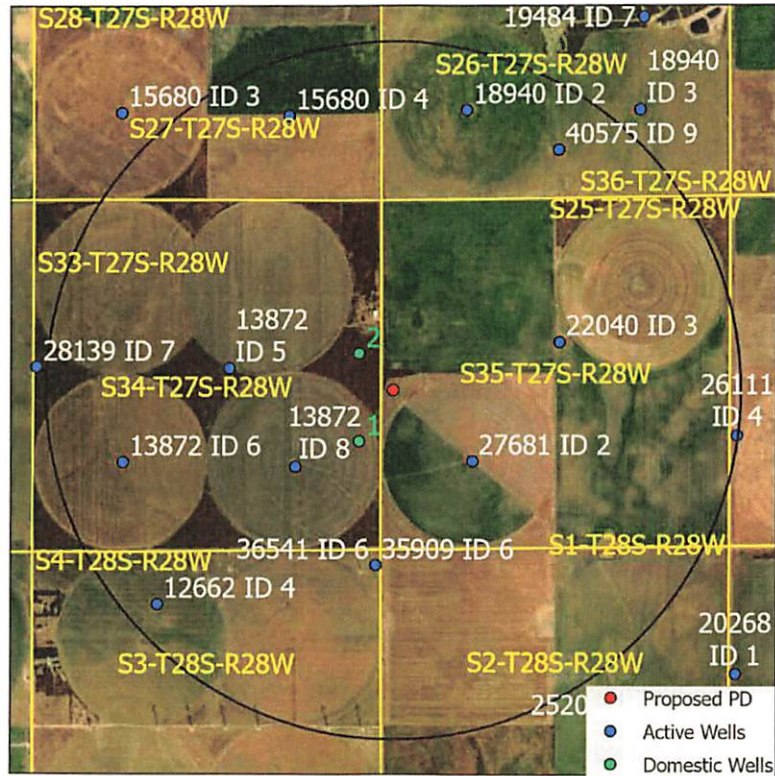 S28-T27S-R28W
19484 ID 7
S26-T27S-R28W
18940
ID 3
15680 ID 3
15680 ID 4
18940 ID 2
S27-T27S-R28W
40575 ID 9
S36-T27S-R28W
S25-T27S-R28W
S33-T27S-R28W
13872
ID 5
2
22040 ID 3
28139 ID 7
S34-T27S-R28W
S35-T27S-R28W
26111
ID 4
13872
ID 8
1
13872 ID 6
27681 ID 2
S4-T28S-R28W
36541 ID 6
35909 ID 6
S1-T28S-R28W
12662 ID 4
20268
ID 1
S3-T28S-R28W
S2-T28S-R28W
2520
Proposed PD
Active Wells
Domestic Wells